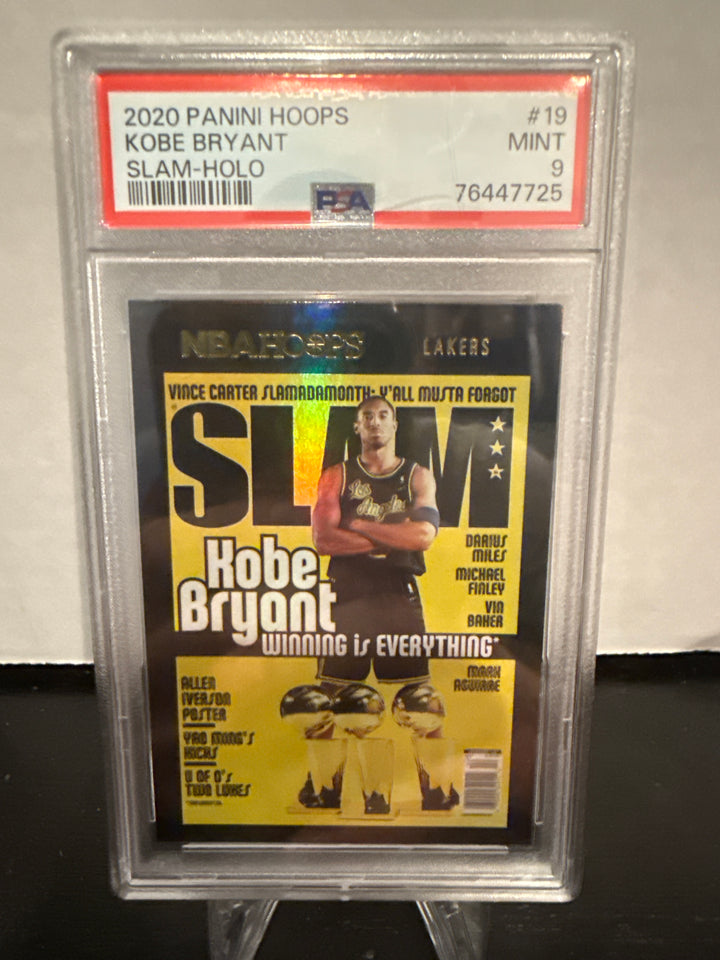 2020 PANINI HOOPS #19
KOBE BRYANT MINT
SLAM-HOLO 9
PSA 76447725
NBA HOOPS LAKERS
VINCE CARTER SLAMADAMONTH: Y'ALL MUSTA FORGOT
SLAM
Los
Angeles
DARIUS
MILES
MICHAEL
FINLEY
VIN
BAKER
Kobe
Bryant
WINNING is EVERYTHING*
MARK
AGUIRRE
ALLEN
IVERSON
POSTER
YAO MING'S
KICKS
U OF O's
TWO LUKES